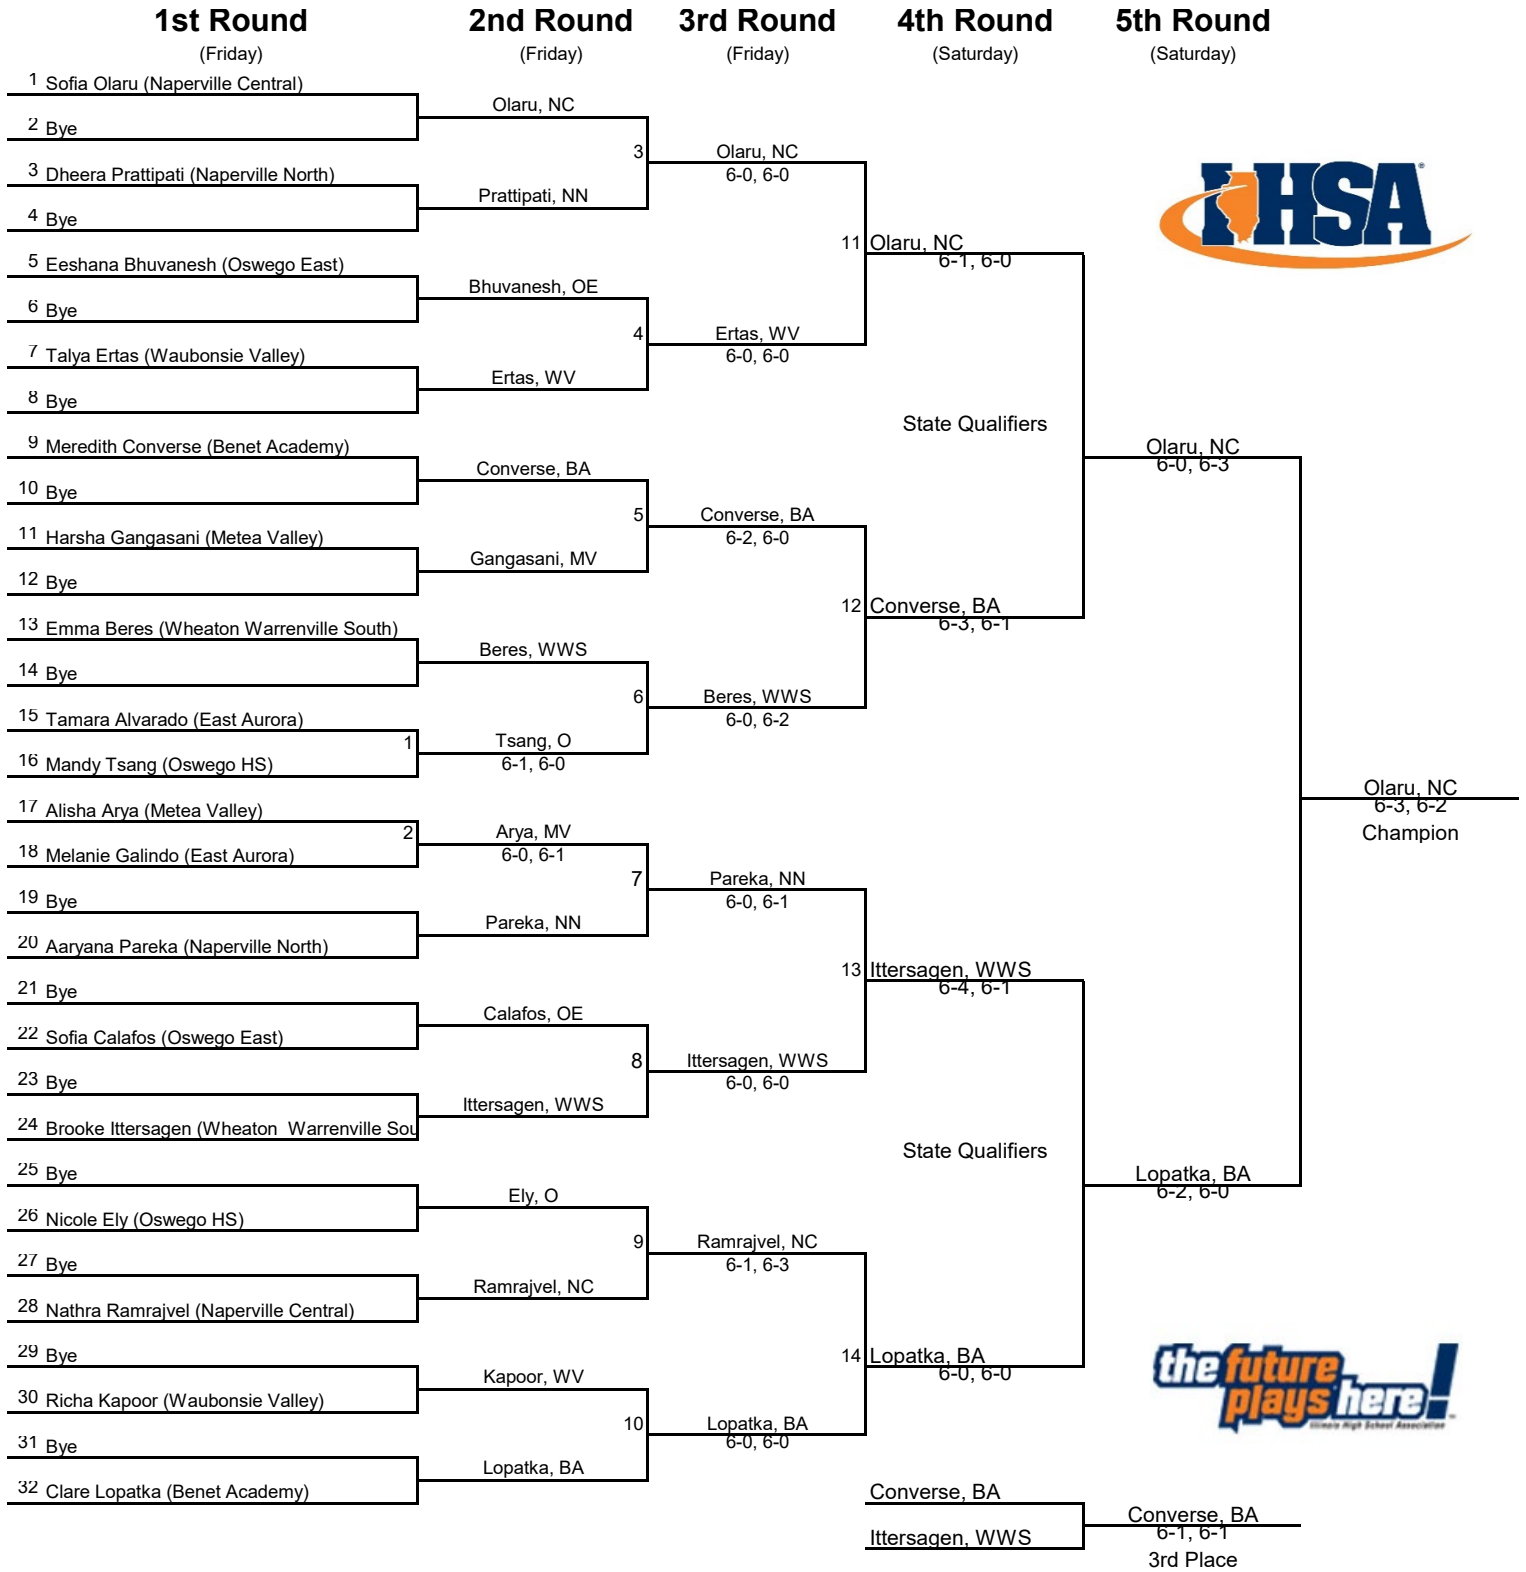 1st Round
2nd Round
3rd Round
4th Round
5th Round
(Friday)
(Friday)
(Friday)
(Saturday)
(Saturday)
1 Sofia Olaru (Naperville Central)
2 Bye
3 Dheera Prattipati (Naperville North)
4 Bye
5 Eeshana Bhuvanesh (Oswego East)
6 Bye
7 Talya Ertas (Waubonsie Valley)
8 Bye
9 Meredith Converse (Benet Academy)
10 Bye
11 Harsha Gangasani (Metea Valley)
12 Bye
13 Emma Beres (Wheaton Warrenville South)
14 Bye
15 Tamara Alvarado (East Aurora)
1
16 Mandy Tsang (Oswego HS)
17 Alisha Arya (Metea Valley)
2
18 Melanie Galindo (East Aurora)
19 Bye
20 Aaryana Pareka (Naperville North)
21 Bye
22 Sofia Calafos (Oswego East)
23 Bye
24 Brooke Ittersagen (Wheaton  Warrenville Sou
25 Bye
26 Nicole Ely (Oswego HS)
27 Bye
28 Nathra Ramrajvel (Naperville Central)
29 Bye
30 Richa Kapoor (Waubonsie Valley)
31 Bye
32 Clare Lopatka (Benet Academy)
Olaru, NC
3
Prattipati, NN
Bhuvanesh, OE
4
Ertas, WV
Converse, BA
5
Gangasani, MV
Beres, WWS
6
Tsang, O
6-1, 6-0
Arya, MV
6-0, 6-1
7
Pareka, NN
Calafos, OE
8
Ittersagen, WWS
Ely, O
9
Ramrajvel, NC
Kapoor, WV
10
Lopatka, BA
Olaru, NC
6-0, 6-0
11
Ertas, WV
6-0, 6-0
Converse, BA
6-2, 6-0
12
Beres, WWS
6-0, 6-2
Pareka, NN
6-0, 6-1
13
Ittersagen, WWS
6-0, 6-0
Ramrajvel, NC
6-1, 6-3
14
Lopatka, BA
6-0, 6-0
Olaru, NC
6-1, 6-0
State Qualifiers
Converse, BA
6-3, 6-1
Ittersagen, WWS
6-4, 6-1
State Qualifiers
Lopatka, BA
6-0, 6-0
Converse, BA
Ittersagen, WWS
IHSA
Olaru, NC
6-0, 6-3
Lopatka, BA
6-2, 6-0
the future
plays here!
Illinois High School Association
Converse, BA
6-1, 6-1
3rd Place
Olaru, NC
6-3, 6-2
Champion